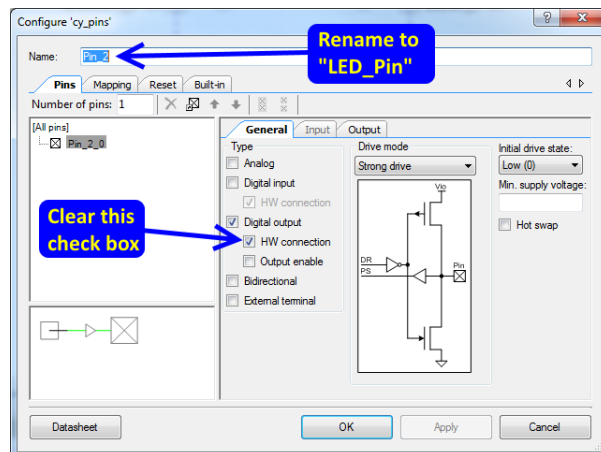 Configure 'cy_pins'
Name: Pin_2
Rename to
"LED_Pin"
Pins Mapping Reset Built-in
Number of pins: 1
[All pins]
Pin_2_0
General Input Output
Type
Analog
Digital input
HW connection
Digital output
HW connection
Output enable
Bidirectional
External terminal
Clear this
check box
Drive mode
Strong drive
Vio
DR
PS
Pin
Initial drive state:
Low (0)
Min. supply voltage:
Hot swap
Datasheet OK Apply Cancel